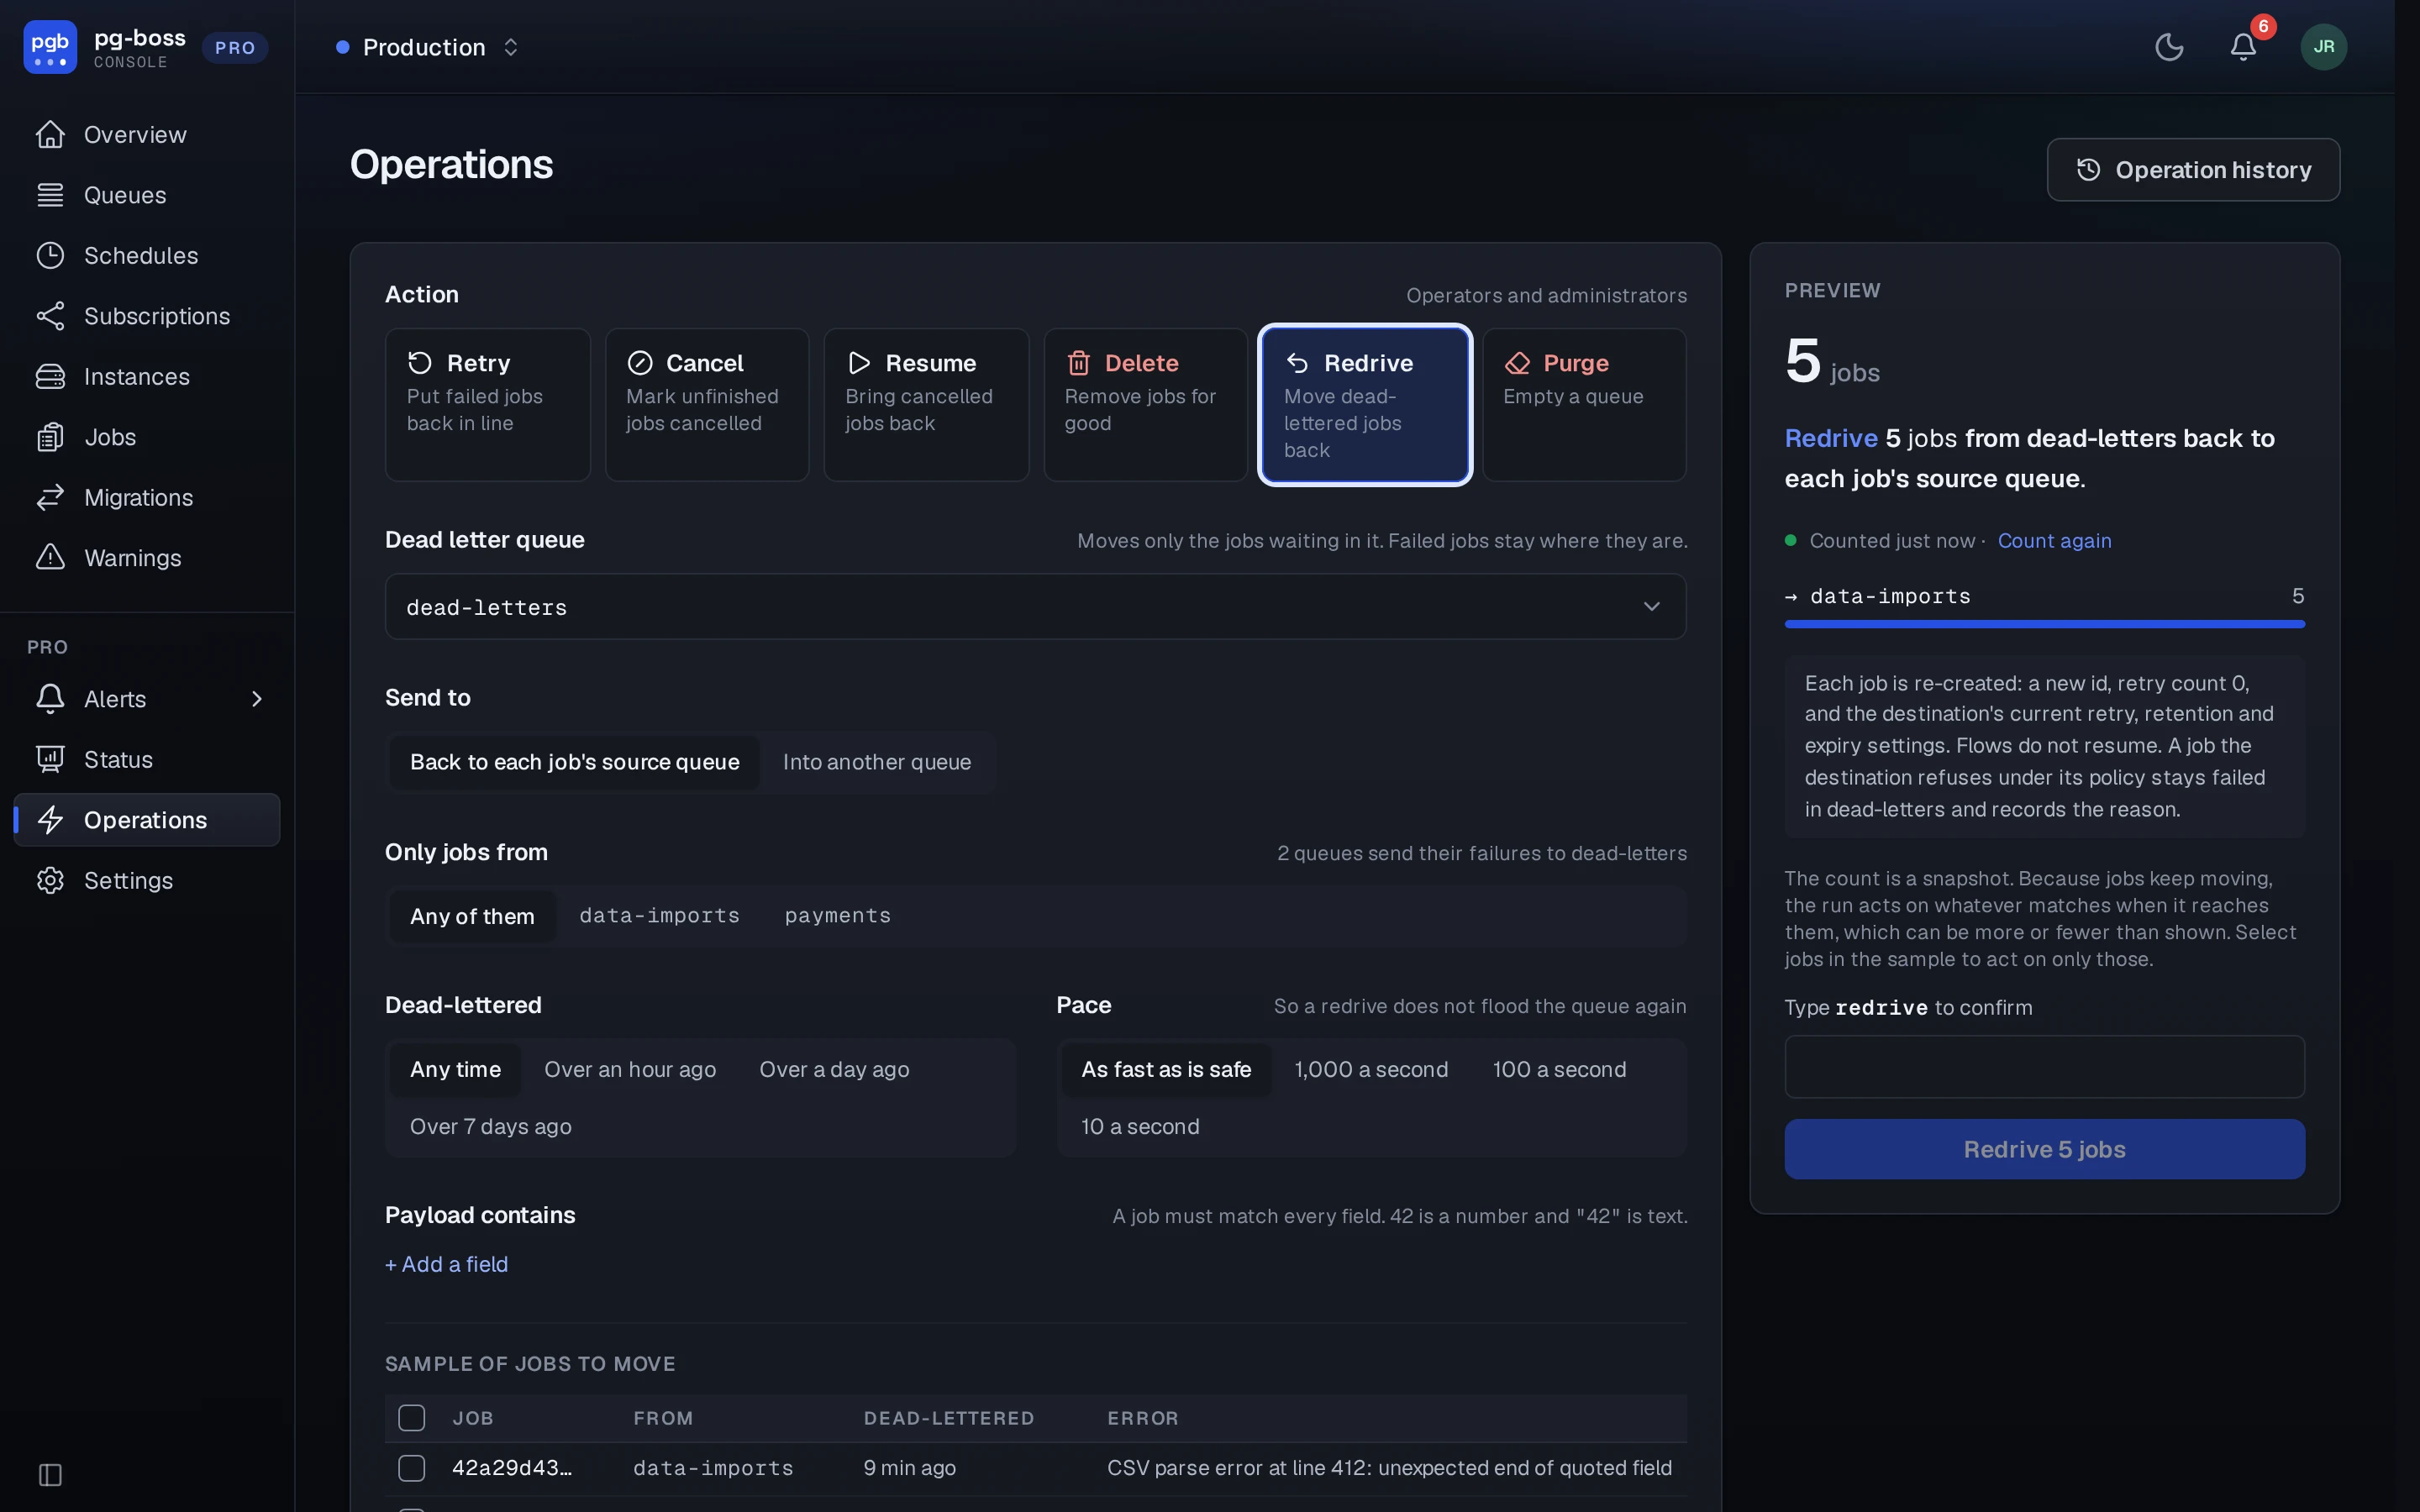 pgb
pg-boss
CONSOLE
PRO
Production
6
JR
Overview
Queues
Schedules
Subscriptions
Instances
Jobs
Migrations
Warnings
PRO
Alerts
Status
Operations
Settings
Operations
Operation history
Action
Operators and administrators
Retry
Put failed jobs
back in line
Cancel
Mark unfinished
jobs cancelled
Resume
Bring cancelled
jobs back
Delete
Remove jobs for
good
Redrive
Move dead-
lettered jobs
back
Purge
Empty a queue
Dead letter queue
Moves only the jobs waiting in it. Failed jobs stay where they are.
dead-letters
Send to
Back to each job's source queue
Into another queue
Only jobs from
2 queues send their failures to dead-letters
Any of them
data-imports
payments
Dead-lettered
Any time
Over an hour ago
Over a day ago
Over 7 days ago
Pace
So a redrive does not flood the queue again
As fast as is safe
1,000 a second
100 a second
10 a second
Payload contains
A job must match every field. 42 is a number and "42" is text.
+ Add a field
SAMPLE OF JOBS TO MOVE
JOB FROM DEAD-LETTERED ERROR
42a29d43… data-imports 9 min ago CSV parse error at line 412: unexpected end of quoted field
PREVIEW
5 jobs
Redrive 5 jobs from dead-letters back to
each job's source queue.
Counted just now · Count again
→ data-imports 5
Each job is re-created: a new id, retry count 0,
and the destination's current retry, retention and
expiry settings. Flows do not resume. A job the
destination refuses under its policy stays failed
in dead-letters and records the reason.
The count is a snapshot. Because jobs keep moving,
the run acts on whatever matches when it reaches
them, which can be more or fewer than shown. Select
jobs in the sample to act on only those.
Type redrive to confirm
Redrive 5 jobs